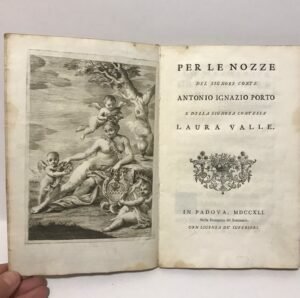 PER LE NOZZE
DEL SIGNORE CONTE
ANTONIO IGNAZIO PORTO
E DELLA SIGNORA CONTESSA
LAURA VALLE.
IN PADOVA, MDCCXLI.
Nella Stamperia del Seminario.
CON LICENZA DE' SUPERIORI.